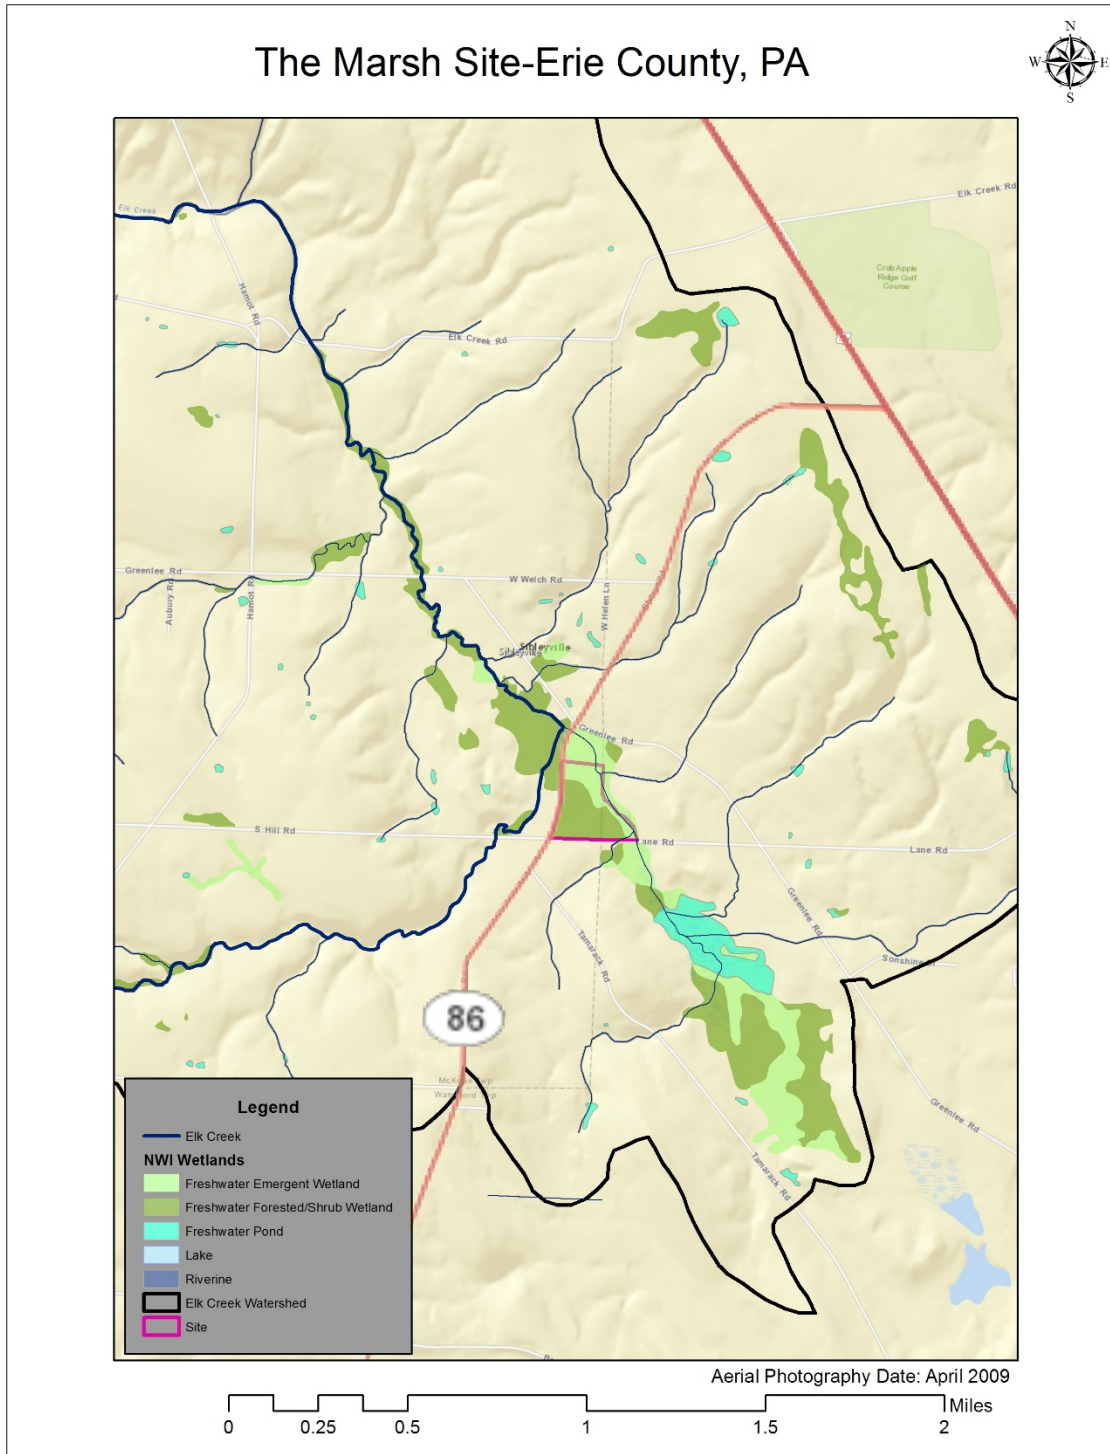 The Marsh Site-Erie County, PA
N
W E
S
Elk Creek Rd
Elk Creek
Crab Apple
Ridge Golf
Course
Hamot Rd
Elk Creek Rd
Greenlee Rd
W Welch Rd
Aubury Rd
Hamot Rd
W Helen Ln
Sibleyville
Sibleyville
Greenlee Rd
S Hill Rd
Lane Rd
Lane Rd
Greenlee Rd
Tamarack Rd
86
Greenlee Rd
Tamarack Rd
Legend
Elk Creek
NWI Wetlands
Freshwater Emergent Wetland
Freshwater Forested/Shrub Wetland
Freshwater Pond
Lake
Riverine
Elk Creek Watershed
Site
Aerial Photography Date: April 2009
Miles
0 0.25 0.5 1 1.5 2